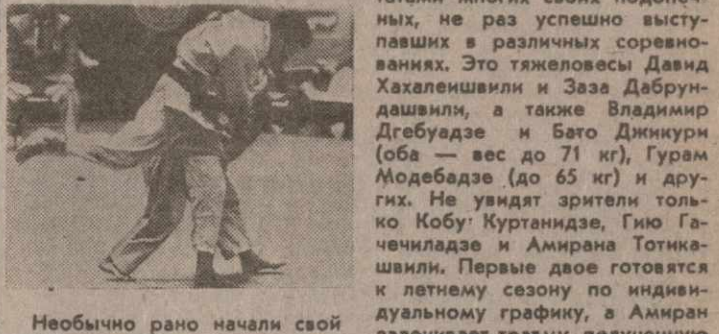 Необычно рано начали свой
ных, не раз успешно высту-
павших в различных соревно-
ваниях. Это тяжеловесы Давид
Хахалеишвили и Заза Дабрун-
дашвили, а также Владимир
Дгебуадзе и Бато Джикури
(оба — вес до 71 кг), Гурам
Модебадзе (до 65 кг) и дру-
гих. Не увидят зрители толь-
ко Кобу Куртанидзе, Гию Га-
чечиладзе и Амирана Тотика-
швили. Первые двое готовятся
к летнему сезону по индиви-
дуальному графику, а Амиран